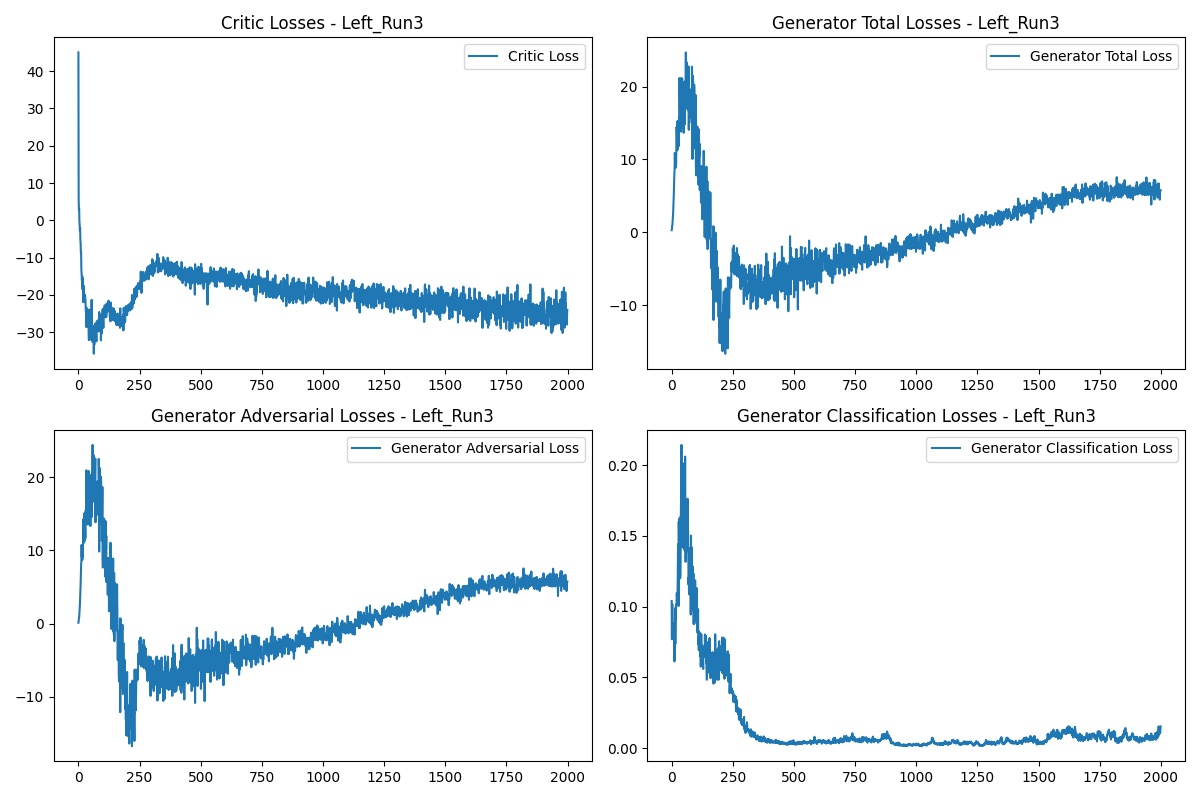 Critic Losses - Left_Run3
Critic Loss
40
30
20
10
0
−10
−20
−30
0 250 500 750 1000 1250 1500 1750 2000
Generator Total Losses - Left_Run3
Generator Total Loss
20
10
0
−10
0 250 500 750 1000 1250 1500 1750 2000
Generator Adversarial Losses - Left_Run3
Generator Adversarial Loss
20
10
0
−10
0 250 500 750 1000 1250 1500 1750 2000
Generator Classification Losses - Left_Run3
Generator Classification Loss
0.20
0.15
0.10
0.05
0.00
0 250 500 750 1000 1250 1500 1750 2000